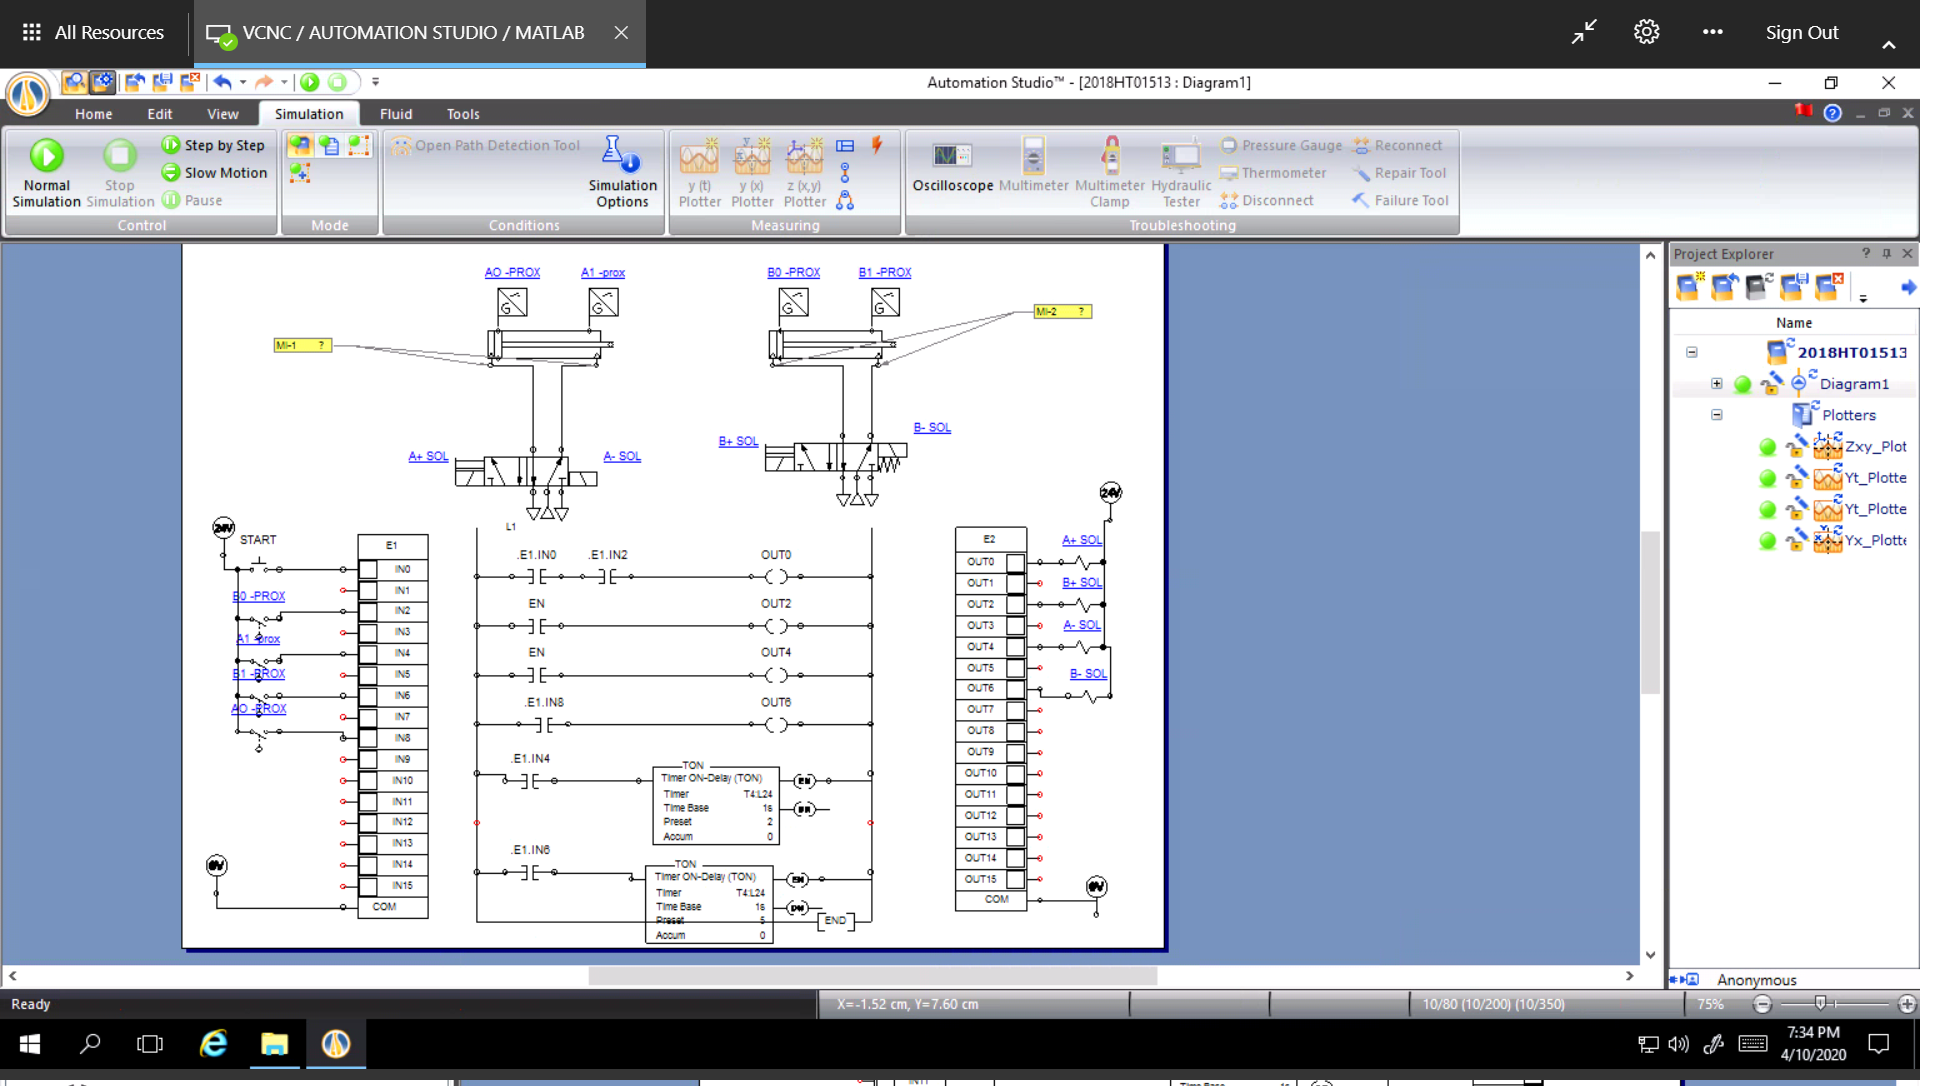 All Resources
VCNC / AUTOMATION STUDIO / MATLAB
Sign Out
Automation Studio™ - [2018HT01513 : Diagram1]
Home Edit View Simulation Fluid Tools
Normal Simulation
Stop Simulation
Step by Step
Slow Motion
Pause
Control
Mode
Open Path Detection Tool
Simulation Options
Conditions
y (t) Plotter
y (x) Plotter
z (x,y) Plotter
Measuring
Oscilloscope
Multimeter
Multimeter Clamp
Hydraulic Tester
Pressure Gauge
Thermometer
Disconnect
Reconnect
Repair Tool
Failure Tool
Troubleshooting
Project Explorer
Name
2018HT01513
Diagram1
Plotters
Zxy_Plot
Yt_Plotte
Yt_Plotte
Yx_Plotte
Anonymous
AO -PROX
A1 -prox
B0 -PROX
B1 -PROX
G
G
G
G
MI-1 ?
MI-2 ?
A+ SOL
A- SOL
B+ SOL
B- SOL
24V
START
B0 -PROX
A1 -prox
B1 -PROX
AO -PROX
0V
E1
IN0
IN1
IN2
IN3
IN4
IN5
IN6
IN7
IN8
IN9
IN10
IN11
IN12
IN13
IN14
IN15
COM
L1
.E1.IN0 .E1.IN2 OUT0
EN OUT2
EN OUT4
.E1.IN8 OUT6
.E1.IN4
TON
Timer ON-Delay (TON)
Timer T4:L24
Time Base 1s
Preset 2
Accum 0
EN
.E1.IN6
TON
Timer ON-Delay (TON)
Timer T4:L24
Time Base 1s
Preset 5
Accum 0
EN
DN
END
E2
OUT0
OUT1
OUT2
OUT3
OUT4
OUT5
OUT6
OUT7
OUT8
OUT9
OUT10
OUT11
OUT12
OUT13
OUT14
OUT15
COM
24V
A+ SOL
B+ SOL
A- SOL
B- SOL
0V
Ready
X=-1.52 cm, Y=7.60 cm
10/80 (10/200) (10/350)
75%
7:34 PM
4/10/2020